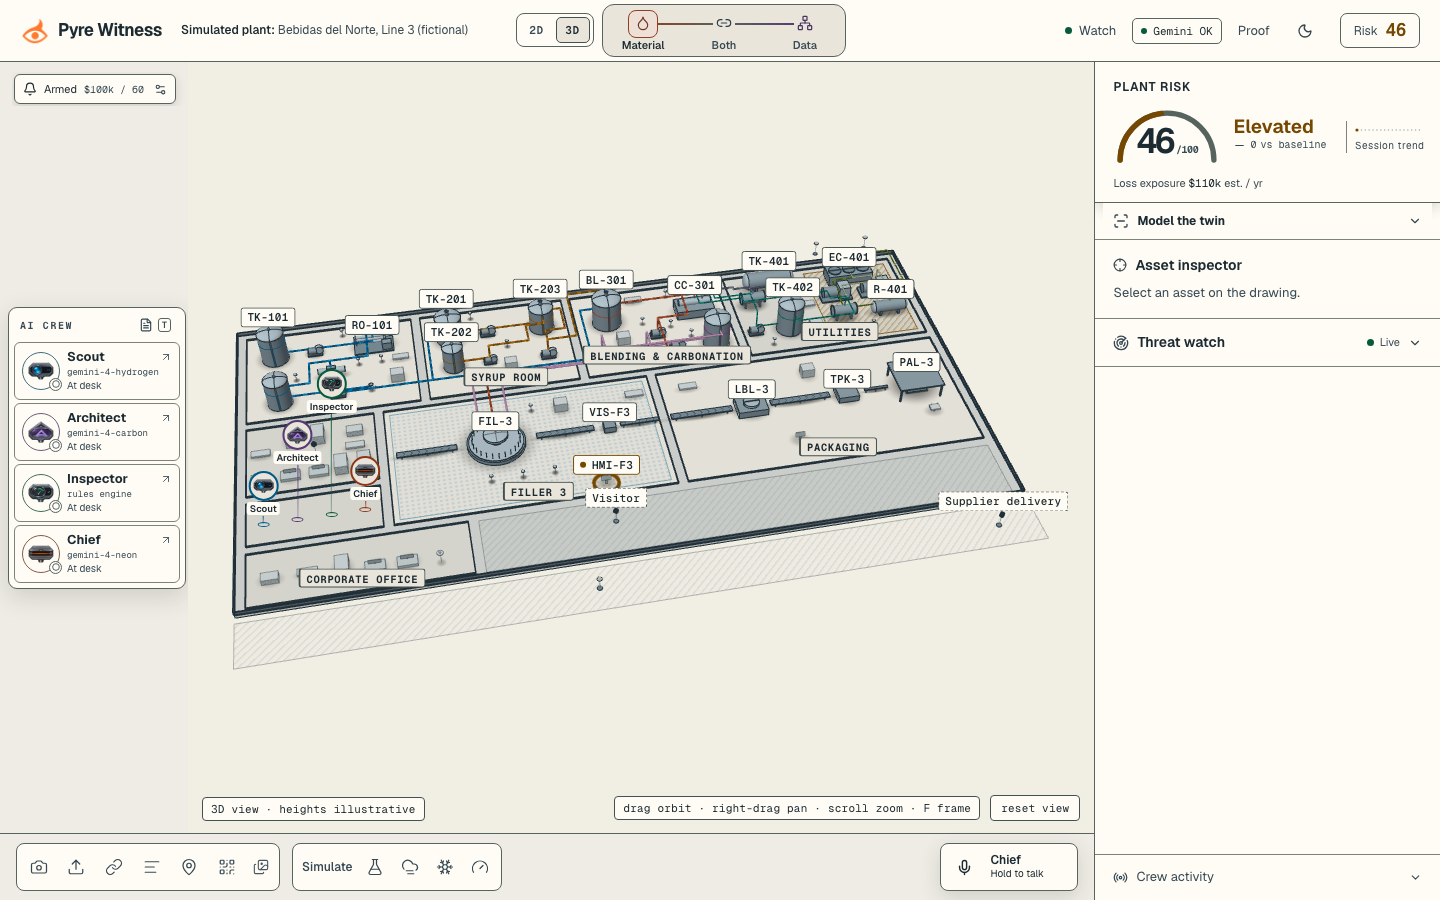 Pyre Witness
Simulated plant: Bebidas del Norte, Line 3 (fictional)
2D 3D
Material Both Data
Watch
Gemini OK
Proof
Risk 46
Armed $100k / 60
AI CREW T
Scout
gemini-4-hydrogen
At desk
Architect
gemini-4-carbon
At desk
Inspector
rules engine
At desk
Chief
gemini-4-neon
At desk
TK-101
RO-101
TK-201
TK-202
TK-203
BL-301
CC-301
TK-401
EC-401
TK-402
R-401
UTILITIES
BLENDING & CARBONATION
SYRUP ROOM
PAL-3
TPK-3
LBL-3
VIS-F3
FIL-3
Inspector
Architect
Chief
Scout
PACKAGING
HMI-F3
FILLER 3
Visitor
Supplier delivery
CORPORATE OFFICE
3D view · heights illustrative
drag orbit · right-drag pan · scroll zoom · F frame
reset view
Simulate
Chief
Hold to talk
PLANT RISK
46 /100
Elevated
— 0 vs baseline
Session trend
Loss exposure $110k est. / yr
Model the twin
Asset inspector
Select an asset on the drawing.
Threat watch
Live
Crew activity